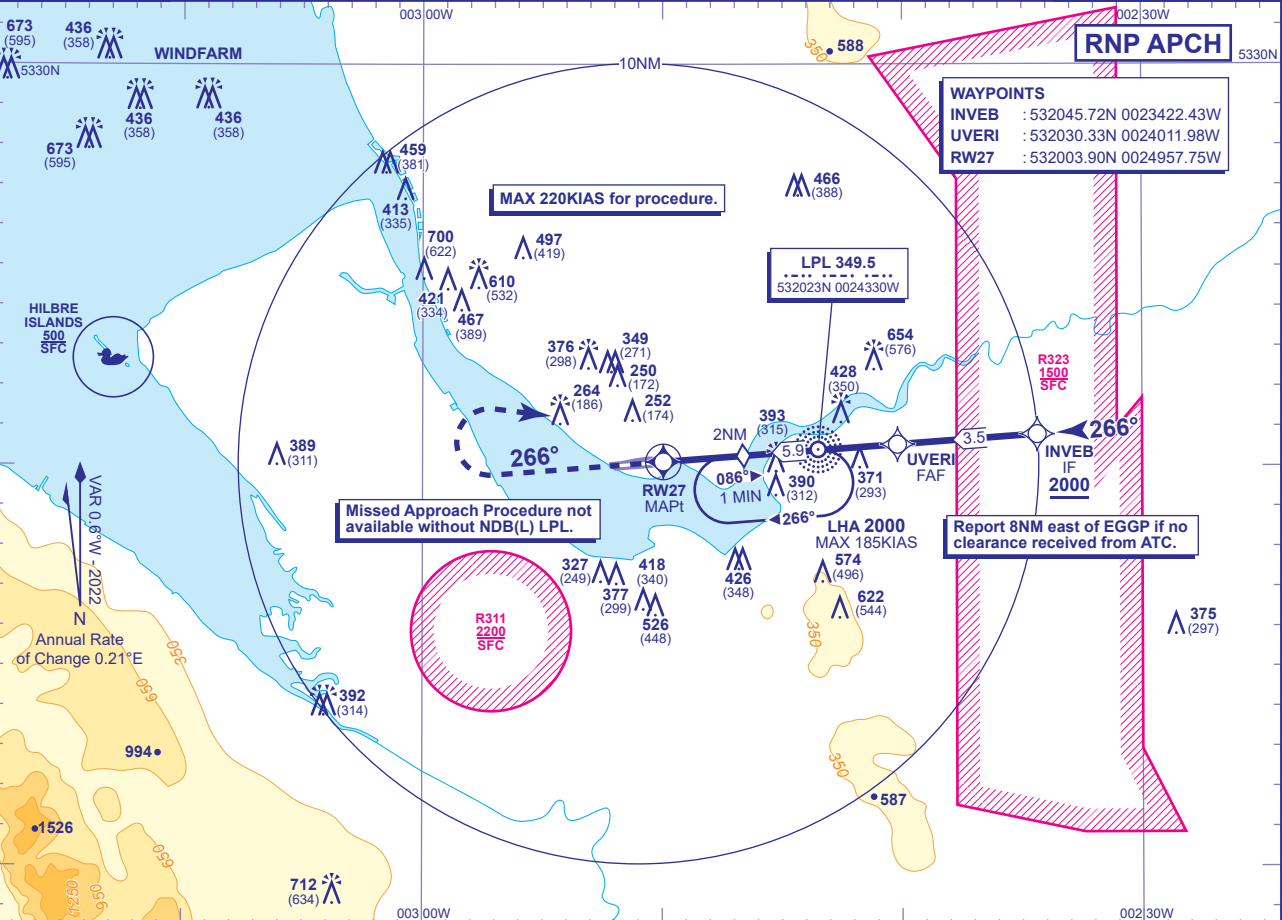 003:00W
002:30W
673
(595)
436
(358)
WINDFARM
5330N
588
350
RNP APCH
5330N
10NM
436
(358)
436
(358)
673
(595)
WAYPOINTS
INVEB : 532045.72N 0023422.43W
UVERI : 532030.33N 0024011.98W
RW27 : 532003.90N 0024957.75W
459
(381)
413
(335)
466
(388)
MAX 220KIAS for procedure.
700
(622)
497
(419)
610
(532)
421
(334)
467
(389)
LPL 349.5
532023N 0024330W
HILBRE
ISLANDS
500
SFC
376
(298)
349
(271)
250
(172)
654
(576)
R323
1500
SFC
264
(186)
252
(174)
428
(350)
393
(315)
389
(311)
266°
2NM
5.9
3.5
266°
UVERI
FAF
INVEB
IF
2000
RW27
MAPt
086°
1 MIN
266°
390
(312)
371
(293)
LHA 2000
MAX 185KIAS
VAR 0.6°W - 2022
N
Annual Rate
of Change 0.21°E
Missed Approach Procedure not
available without NDB(L) LPL.
Report 8NM east of EGGP if no
clearance received from ATC.
327
(249)
377
(299)
418
(340)
526
(448)
426
(348)
574
(496)
622
(544)
350
375
(297)
R311
2200
SFC
350
650
392
(314)
994
350
587
1526
650
950
1250
712
(634)
003:00W
002:30W